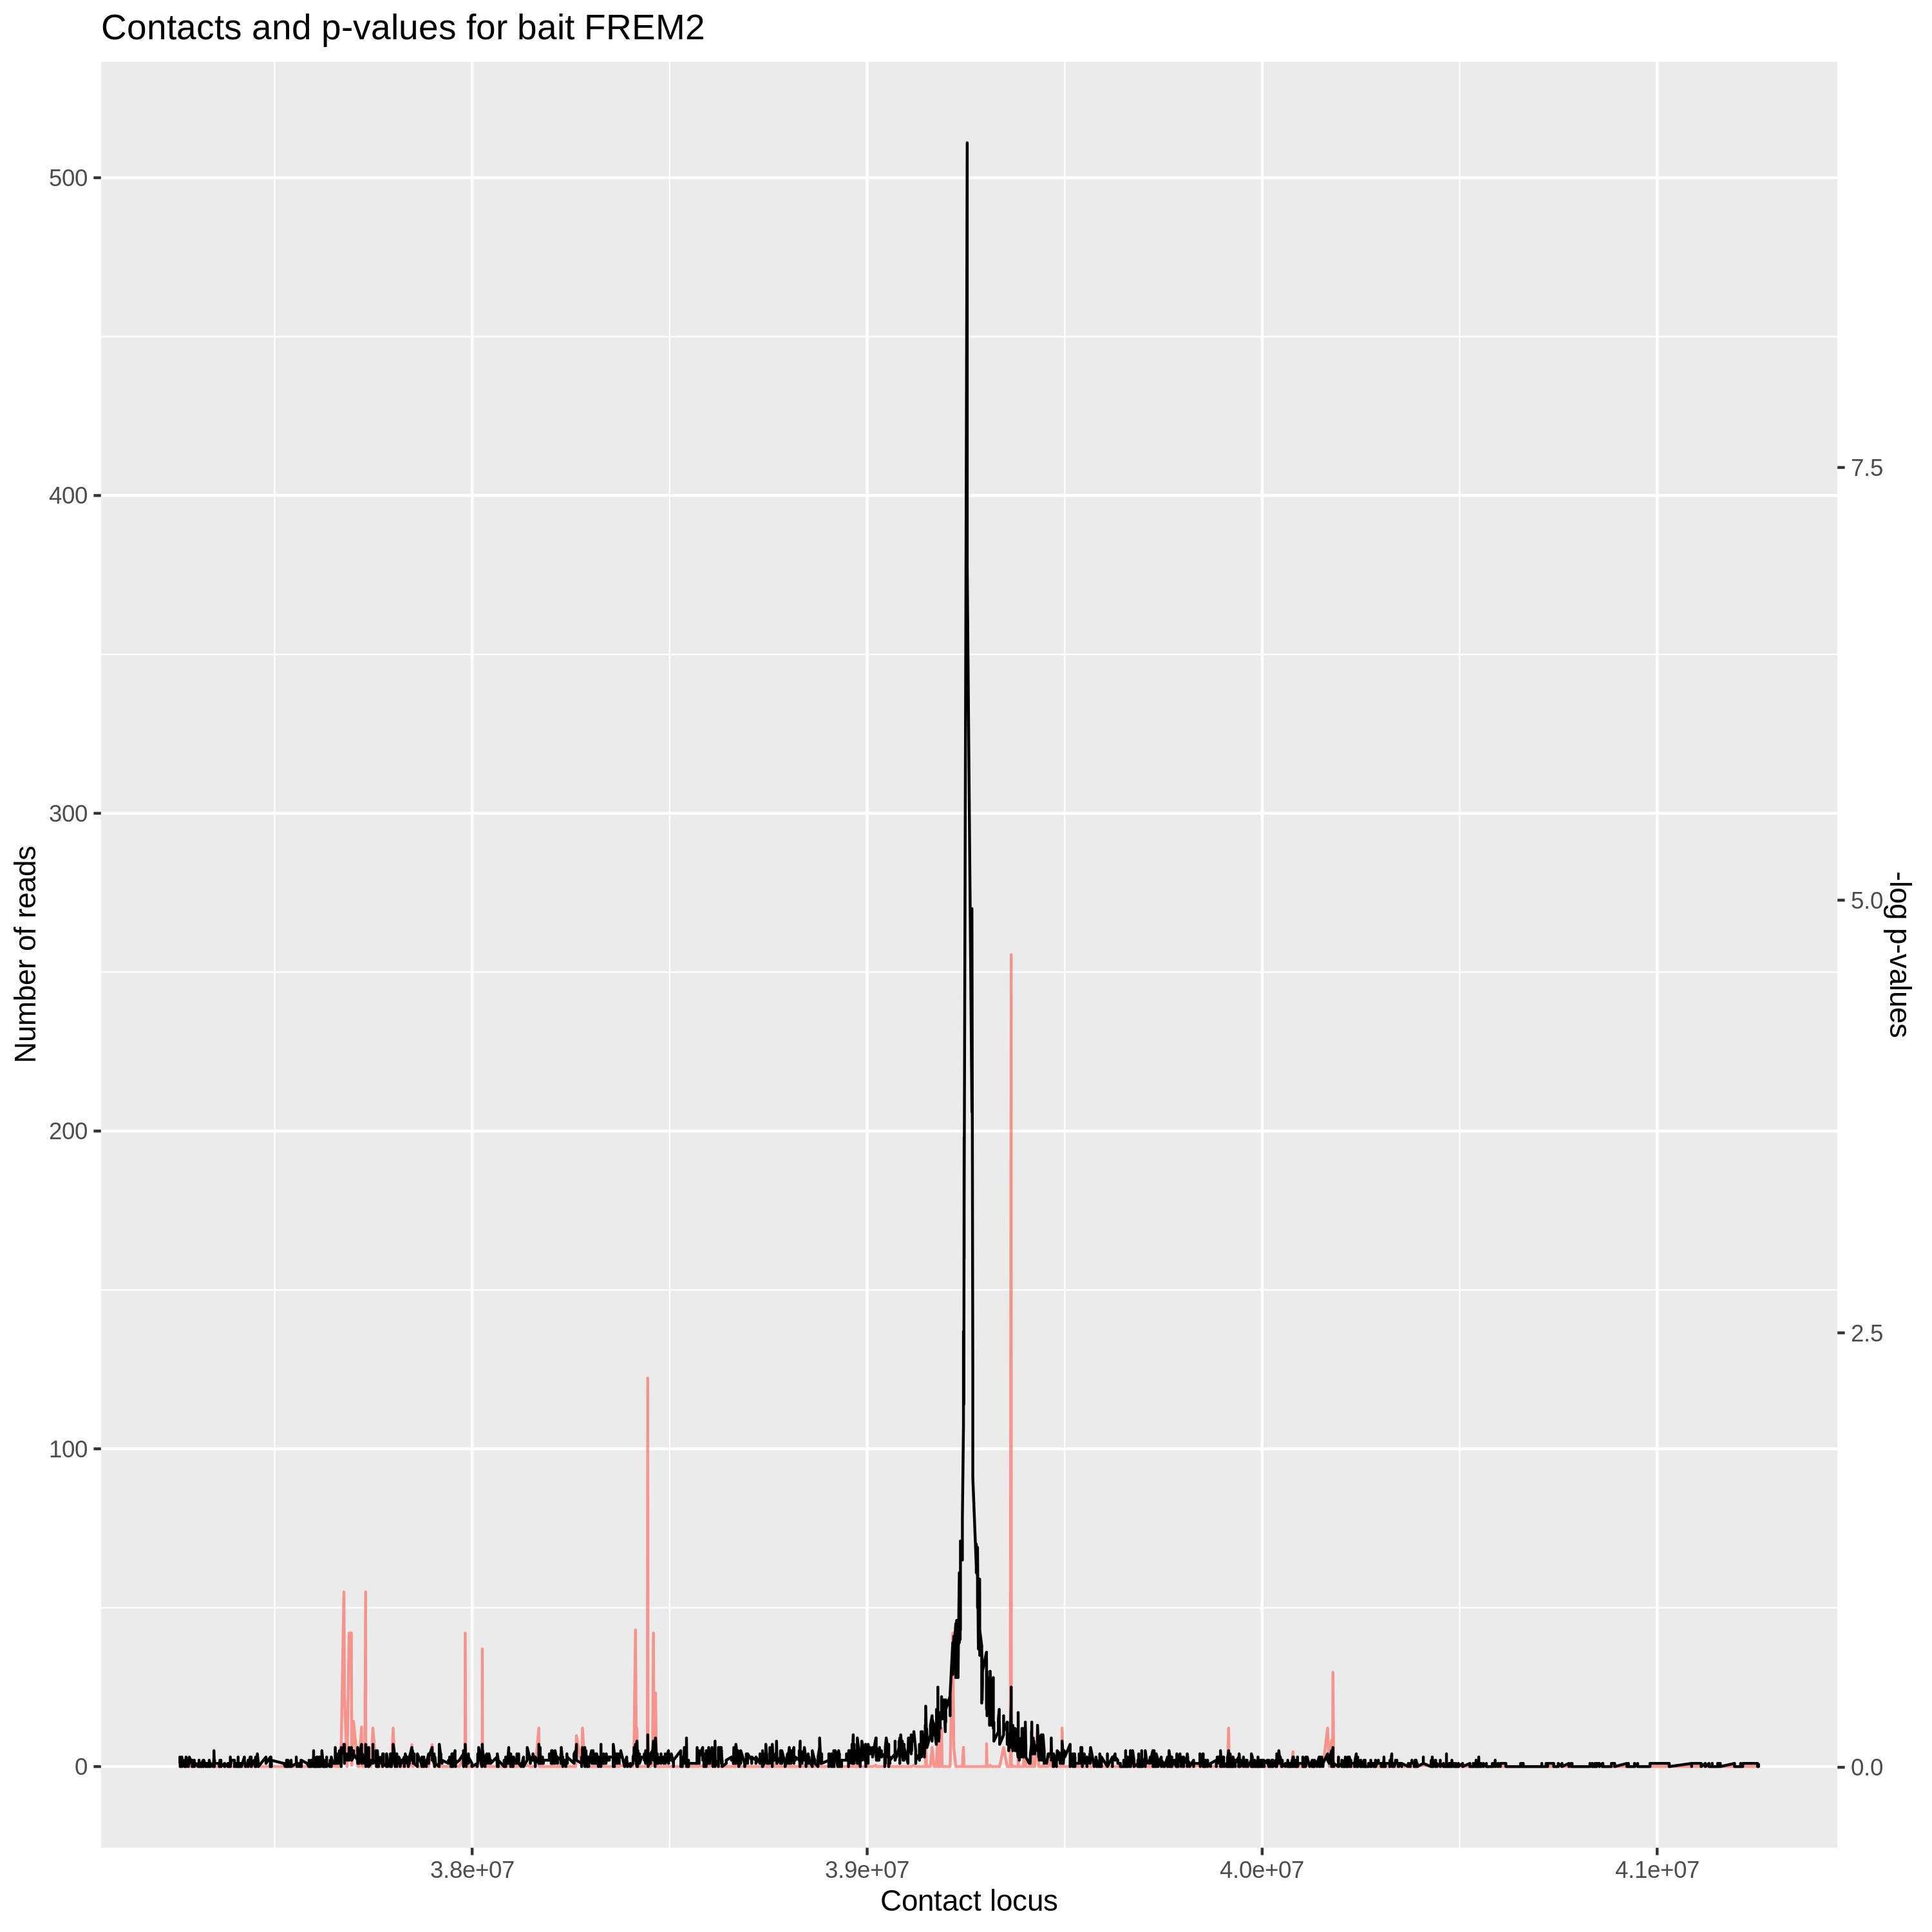 Contacts and p-values for bait FREM2
500
400
300
200
100
0
Number of reads
7.5
5.0
2.5
0.0
-log p-values
3.8e+07
3.9e+07
4.0e+07
4.1e+07
Contact locus